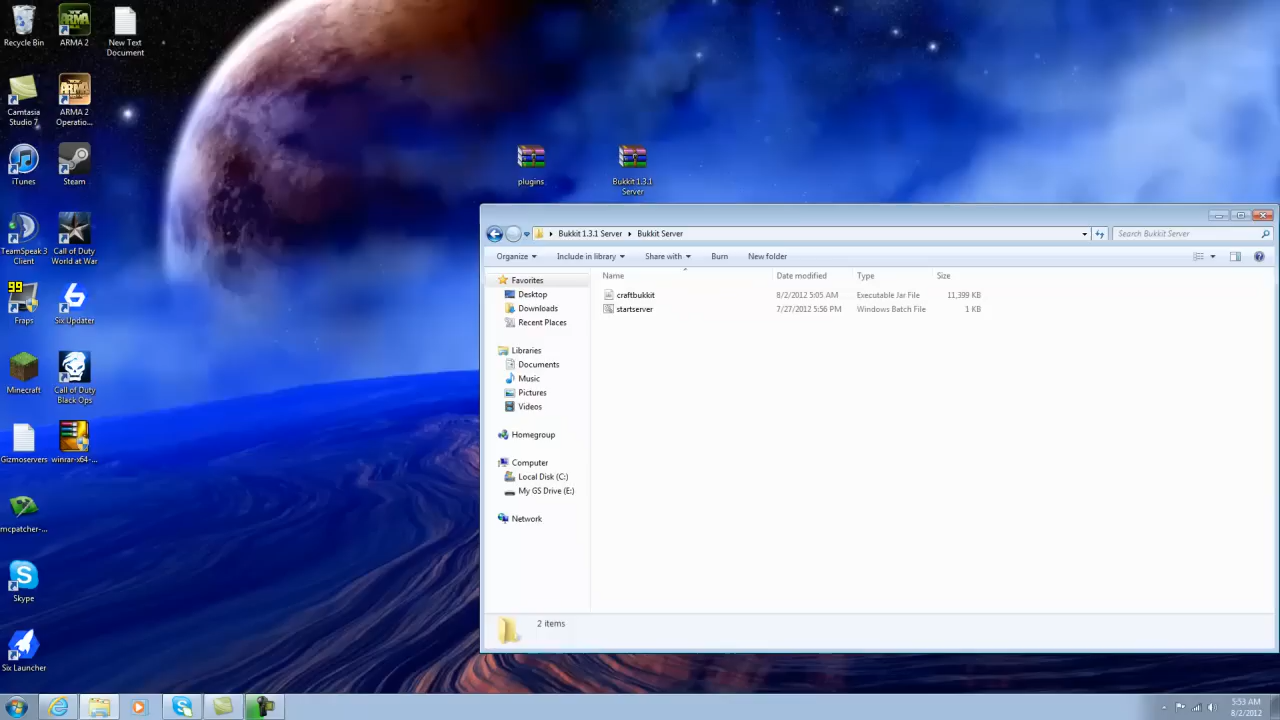 Recycle Bin
ARMA 2
New Text
Document
Camtasia
Studio 7
ARMA 2
Operatio...
iTunes
Steam
TeamSpeak 3
Client
Call of Duty
World at War
99
Fraps
6
Six Updater
Minecraft
Call of Duty
Black Ops
Gizmoservers
winrar-x64-...
mcpatcher-...
Skype
Six Launcher
plugins
Bukkit 1.3.1
Server
Bukkit 1.3.1 Server
Bukkit Server
Search Bukkit Server
Organize
Include in library
Share with
Burn
New folder
Favorites
Desktop
Downloads
Recent Places
Libraries
Documents
Music
Pictures
Videos
Homegroup
Computer
Local Disk (C:)
My GS Drive (E:)
Network
Name
Date modified
Type
Size
craftbukkit
8/2/2012 5:05 AM
Executable Jar File
11,399 KB
startserver
7/27/2012 5:56 PM
Windows Batch File
1 KB
2 items
5:53 AM
8/2/2012